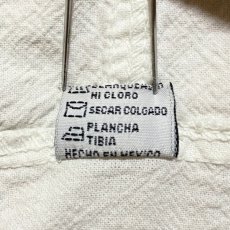 NI CLORO
SECAR COLGADO
PLANCHA
TIBIA
HECHO EN MEXICO